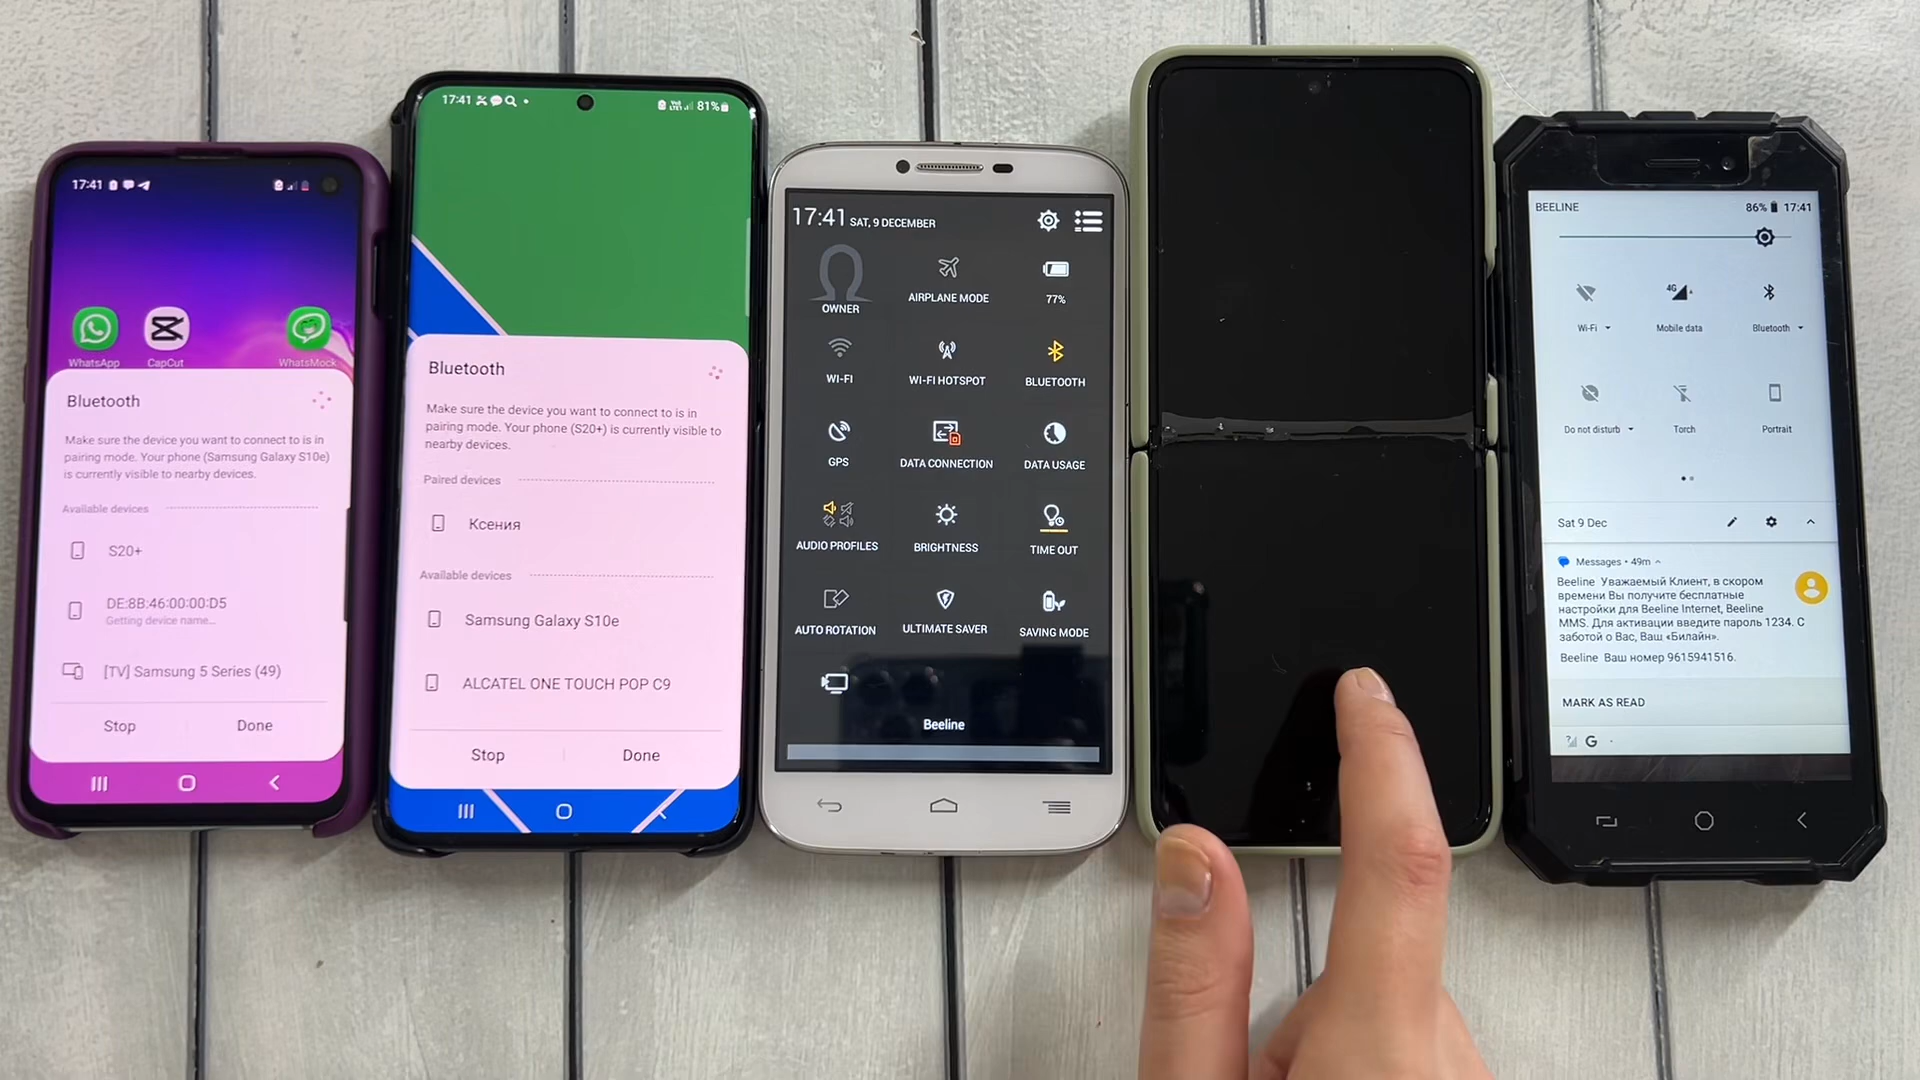 17:41
WhatsApp
CapCut
WhatsMock
Bluetooth
Make sure the device you want to connect to is in
pairing mode. Your phone (Samsung Galaxy S10e)
is currently visible to nearby devices.
Available devices
S20+
DE:8B:46:00:00:D5
Getting device name...
[TV] Samsung 5 Series (49)
Stop
Done
17:41
81%
Bluetooth
Make sure the device you want to connect to is in
pairing mode. Your phone (S20+) is currently visible to
nearby devices.
Paired devices
Ксения
Available devices
Samsung Galaxy S10e
ALCATEL ONE TOUCH POP C9
Stop
Done
17:41 SAT, 9 DECEMBER
OWNER
AIRPLANE MODE
77%
WI-FI
WI-FI HOTSPOT
BLUETOOTH
GPS
DATA CONNECTION
DATA USAGE
AUDIO PROFILES
BRIGHTNESS
TIME OUT
AUTO ROTATION
ULTIMATE SAVER
SAVING MODE
Beeline
BEELINE
86% 17:41
4G
Wi-Fi
Mobile data
Bluetooth
Do not disturb
Torch
Portrait
Sat 9 Dec
Messages • 49m
Beeline Уважаемый Клиент, в скором
времени Вы получите бесплатные
настройки для Beeline Internet, Beeline
MMS. Для активации введите пароль 1234. С
заботой о Вас, Ваш «Билайн».
Beeline Ваш номер 9615941516.
MARK AS READ
G